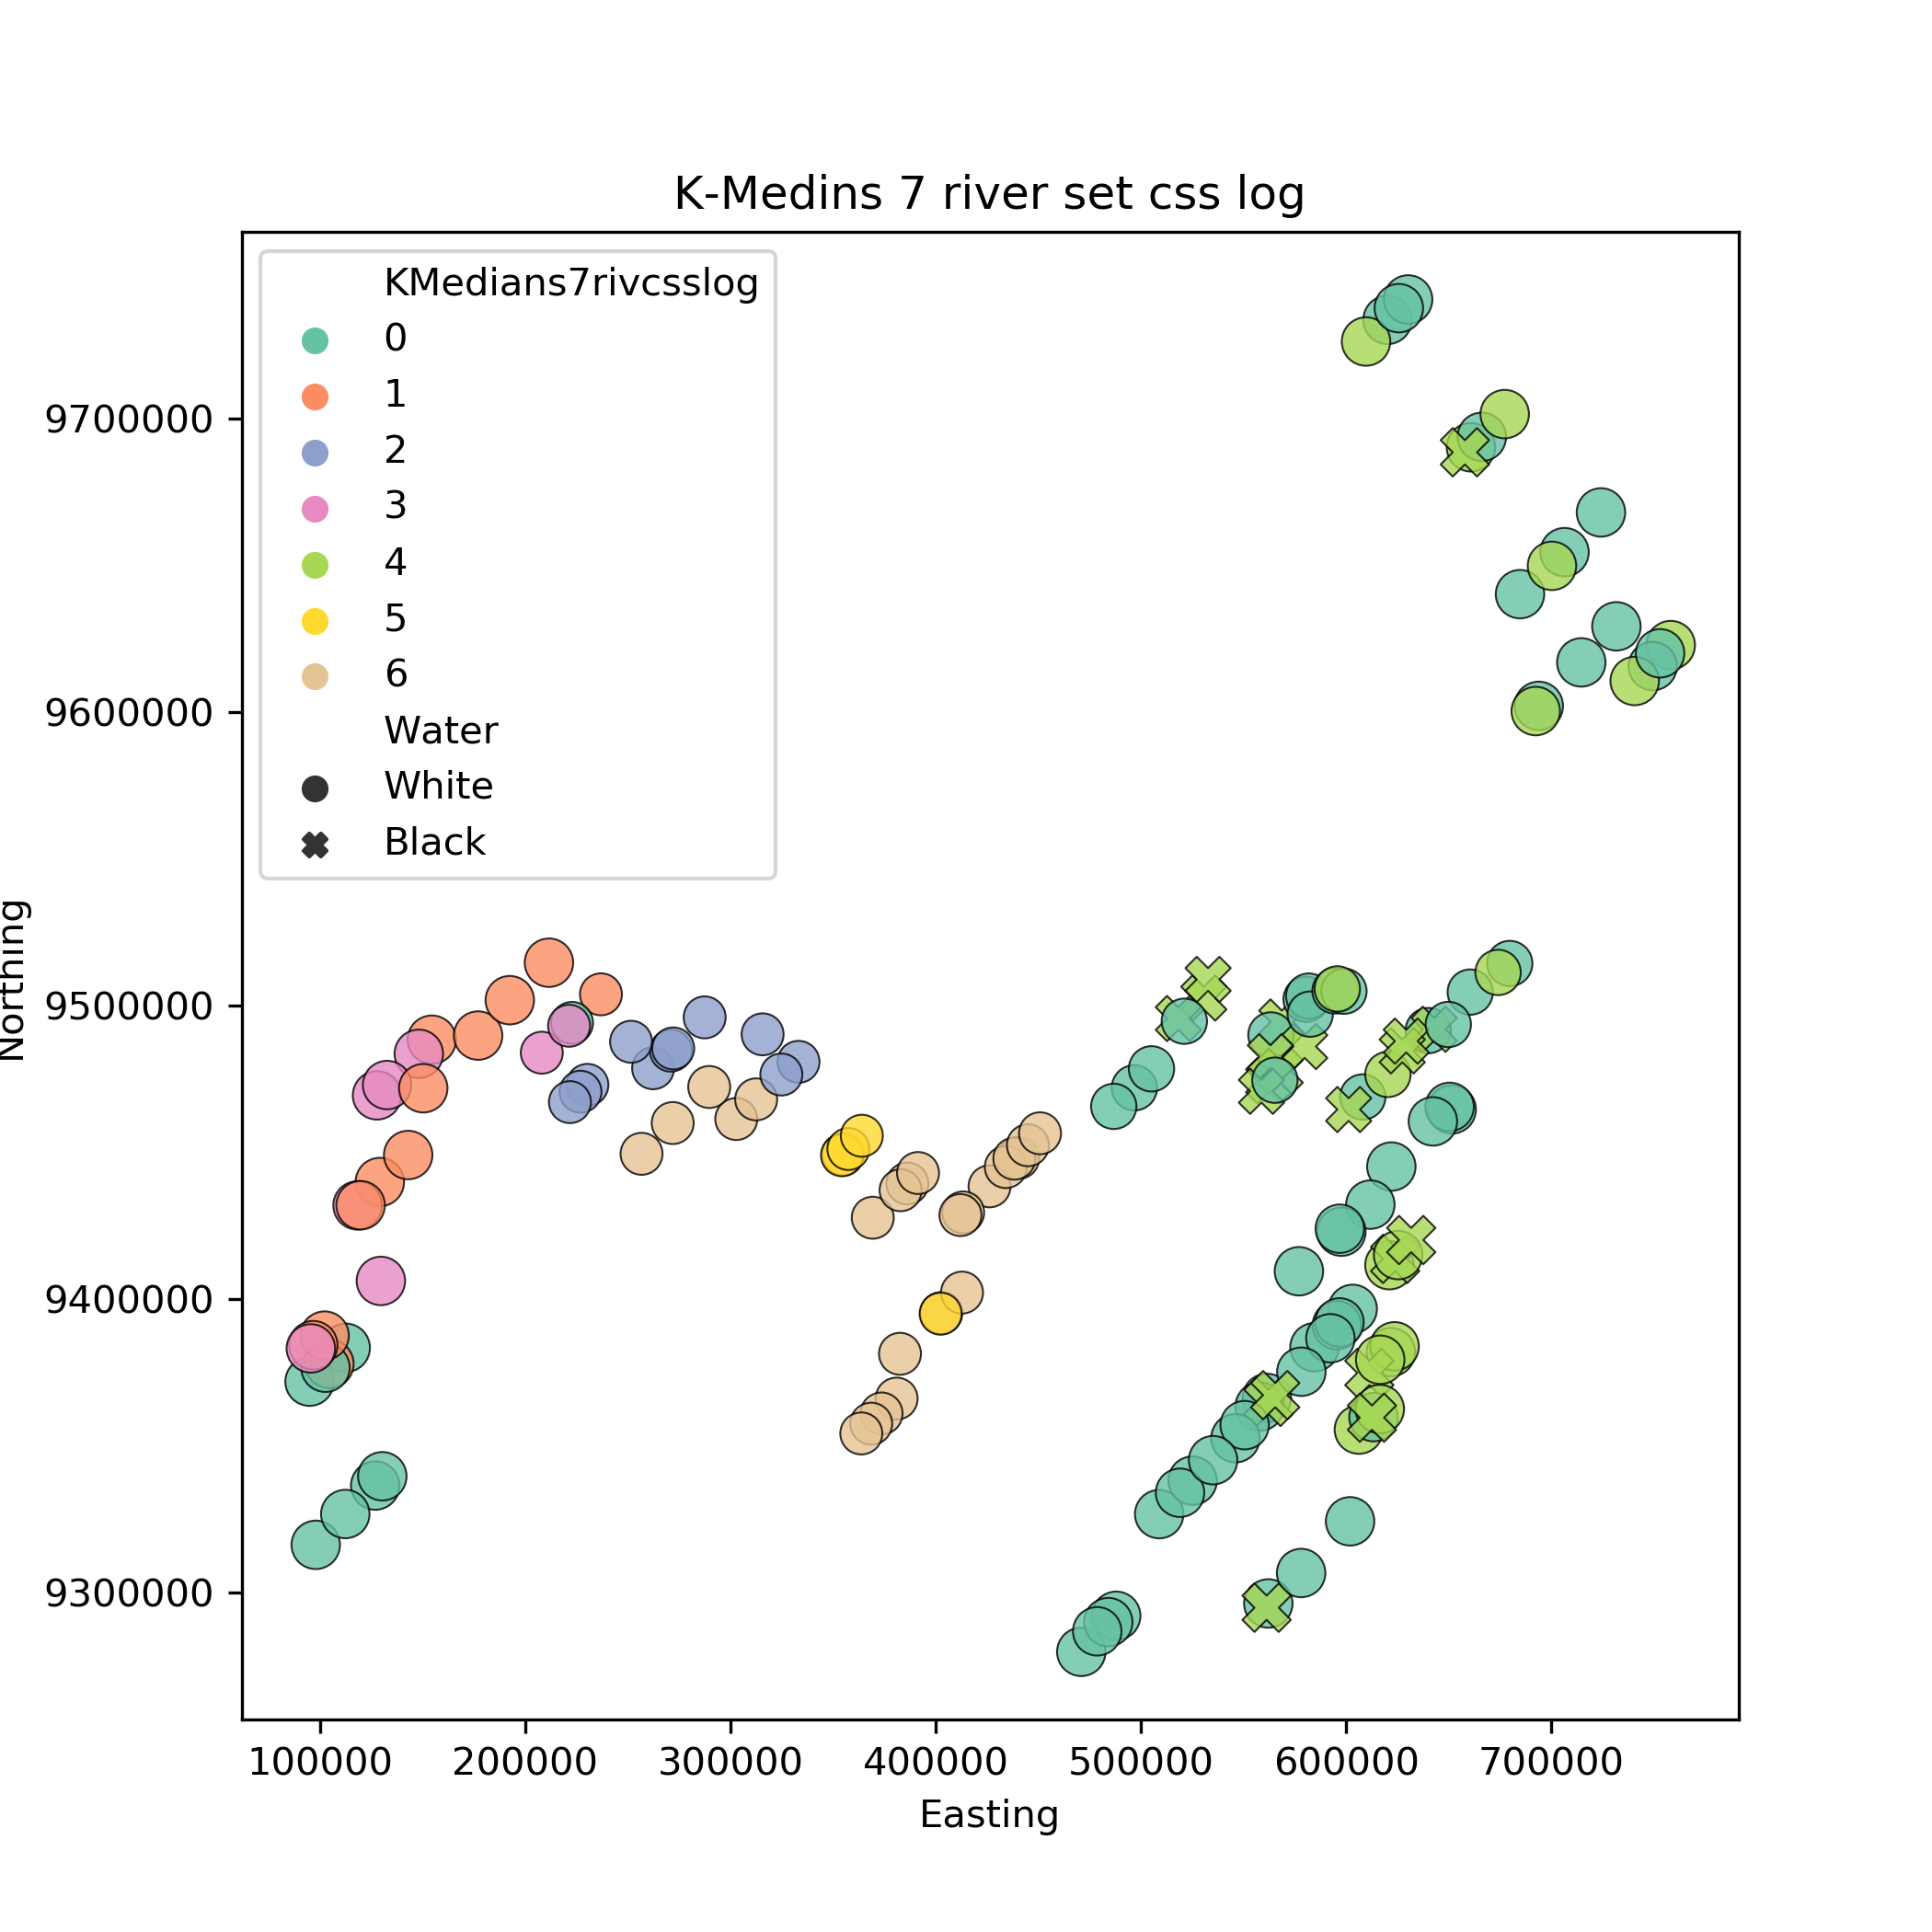 K-Medins 7 river set css log
KMedians7rivcsslog
0
1
2
3
4
5
6
Water
White
Black
9700000
9600000
9500000
9400000
9300000
Northing
100000 200000 300000 400000 500000 600000 700000
Easting